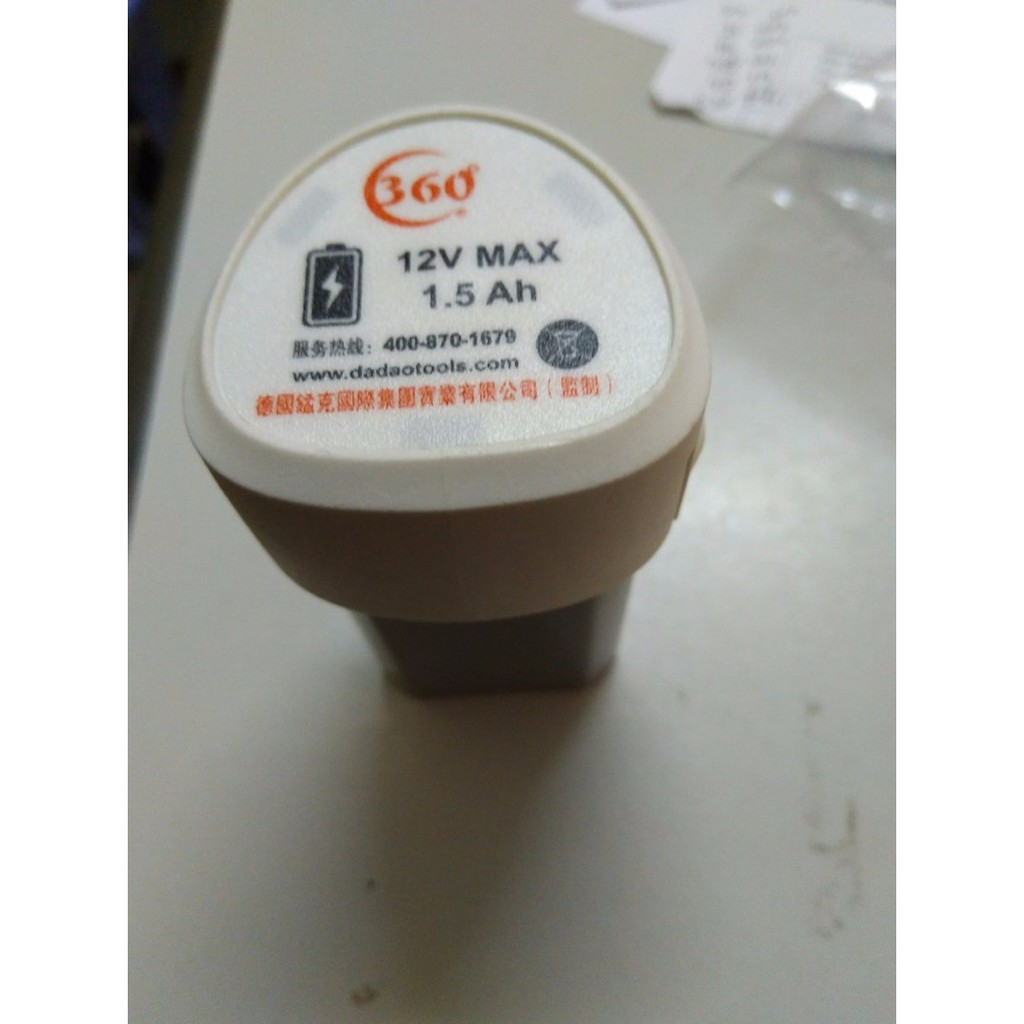 360°
12V MAX
1.5 Ah
服务热线：400-870-1679
www.dadaotools.com
德國錳克國際集團實業有限公司（監制）